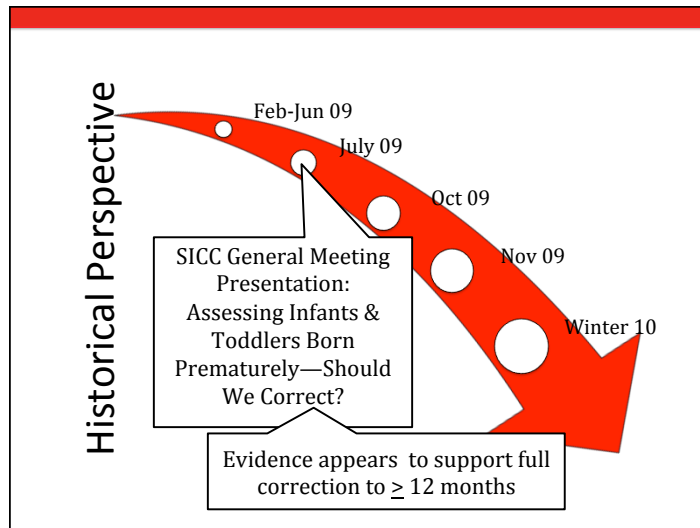 Historical Perspective
Feb-Jun 09
July 09
Oct 09
Nov 09
Winter 10
SICC General Meeting
Presentation:
Assessing Infants &
Toddlers Born
Prematurely—Should
We Correct?
Evidence appears to support full
correction to > 12 months